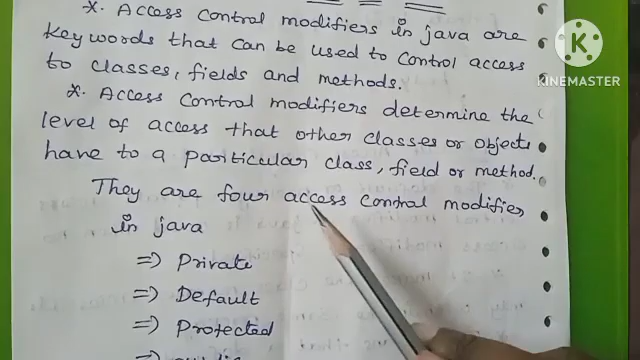 *. Access control modifiers in java are
keywords that can be used to control access
to classes, fields and methods.
*. Access control modifiers determine the
level of access that other classes or objects
have to a particular class, field or method.
They are four access control modifier
in java
=> Private
=> Default
=> Protected
KINEMASTER